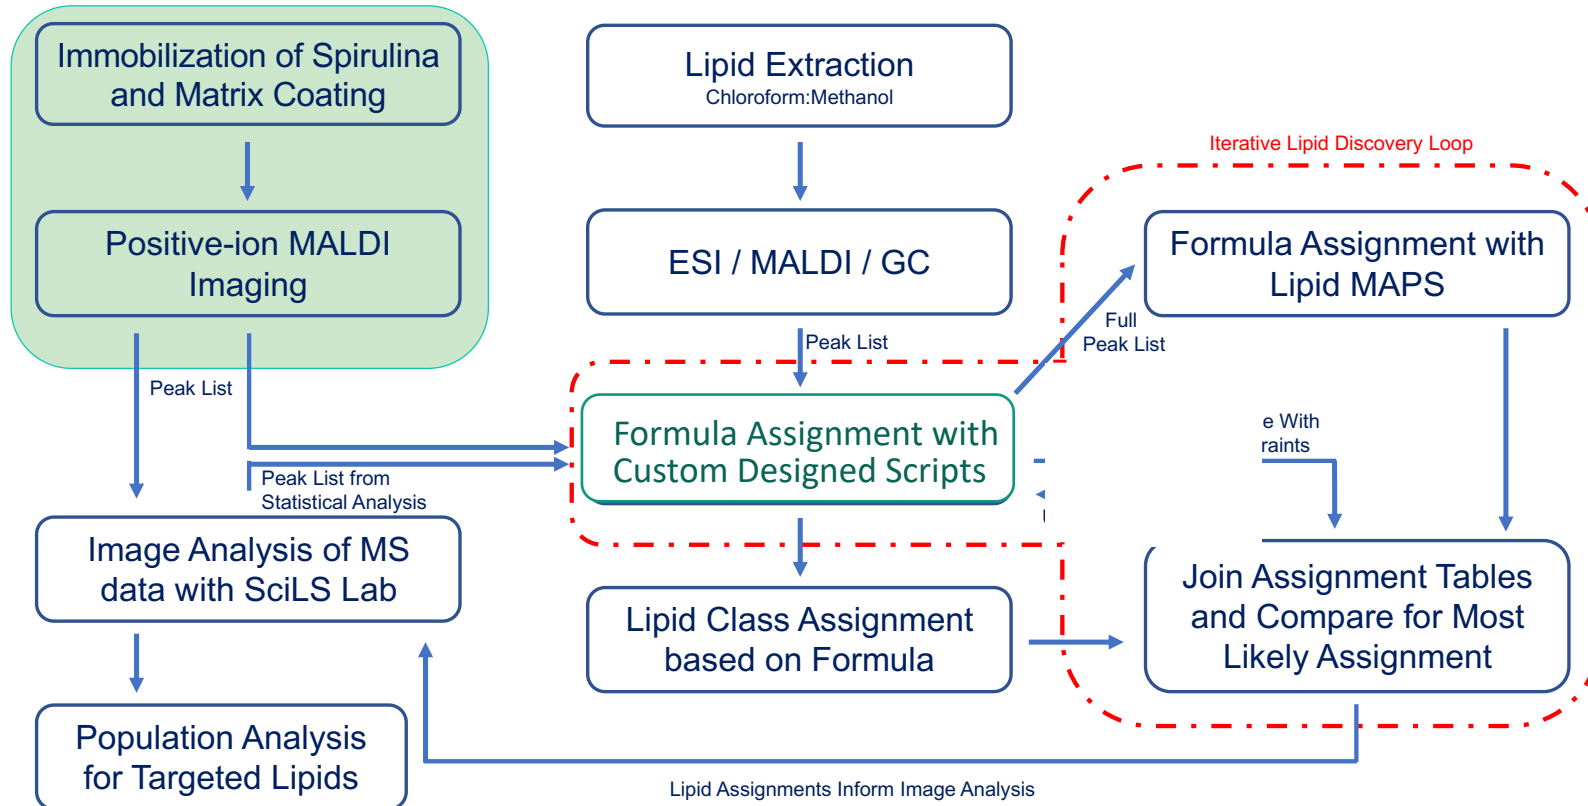 Immobilization of Spirulina
and Matrix Coating
Positive-ion MALDI
Imaging
Peak List
Peak List from
Statistical Analysis
Image Analysis of MS
data with SciLS Lab
Population Analysis
for Targeted Lipids
Lipid Extraction
Chloroform:Methanol
ESI / MALDI / GC
Peak List
Formula Assignment with
Custom Designed Scripts
Lipid Class Assignment
based on Formula
Iterative Lipid Discovery Loop
Formula Assignment with
Lipid MAPS
Full
Peak List
With
Join Assignment Tables
and Compare for Most
Likely Assignment
Lipid Assignments Inform Image Analysis